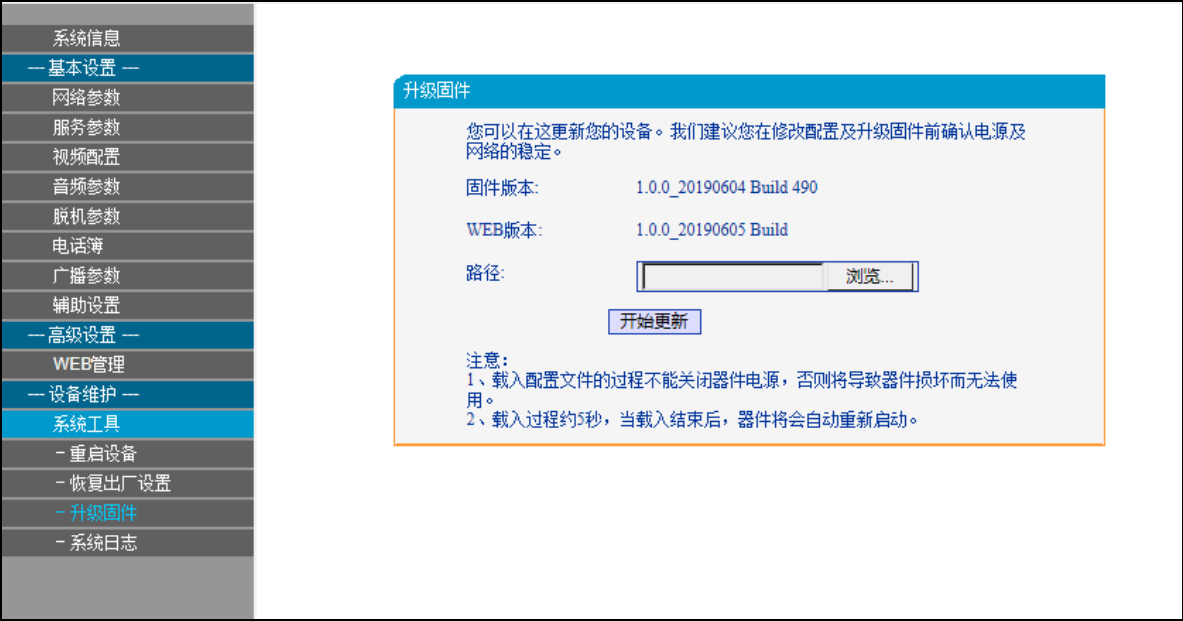 系统信息
--- 基本设置 ---
网络参数
服务参数
视频配置
音频参数
脱机参数
电话簿
广播参数
辅助设置
--- 高级设置 ---
WEB管理
--- 设备维护 ---
系统工具
- 重启设备
- 恢复出厂设置
- 升级固件
- 系统日志
升级固件
您可以在这更新您的设备。我们建议您在修改配置及升级固件前确认电源及
网络的稳定。
固件版本: 1.0.0_20190604 Build 490
WEB版本: 1.0.0_20190605 Build
路径: 浏览...
开始更新
注意：
1、载入配置文件的过程不能关闭器件电源，否则将导致器件损坏而无法使
用。
2、载入过程约5秒，当载入结束后，器件将会自动重新启动。